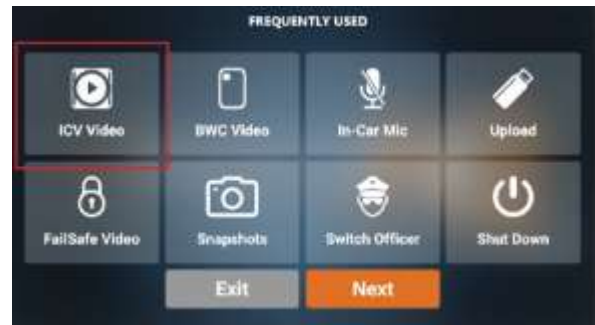 FREQUENTLY USED
ICV Video
BWC Video
In-Car Mic
Upload
FailSafe Video
Snapshots
Switch Officer
Shut Down
Exit
Next